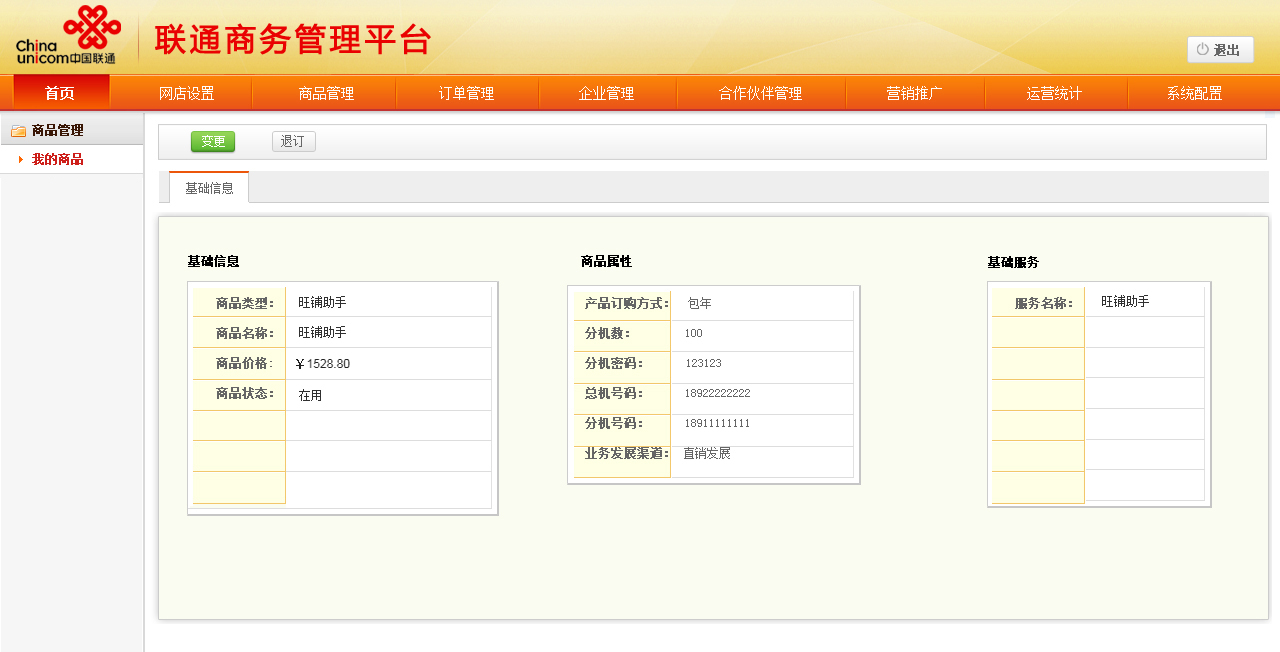 China
unicom中国联通
联通商务管理平台
退出
首页 网店设置 商品管理 订单管理 企业管理 合作伙伴管理 营销推广 运营统计 系统配置
商品管理
我的商品
变更 退订
基础信息
基础信息
商品类型： 旺铺助手
商品名称： 旺铺助手
商品价格： ￥1528.80
商品状态： 在用
商品属性
产品订购方式： 包年
分机数： 100
分机密码： 123123
总机号码： 18922222222
分机号码： 18911111111
业务发展渠道： 直销发展
基础服务
服务名称： 旺铺助手